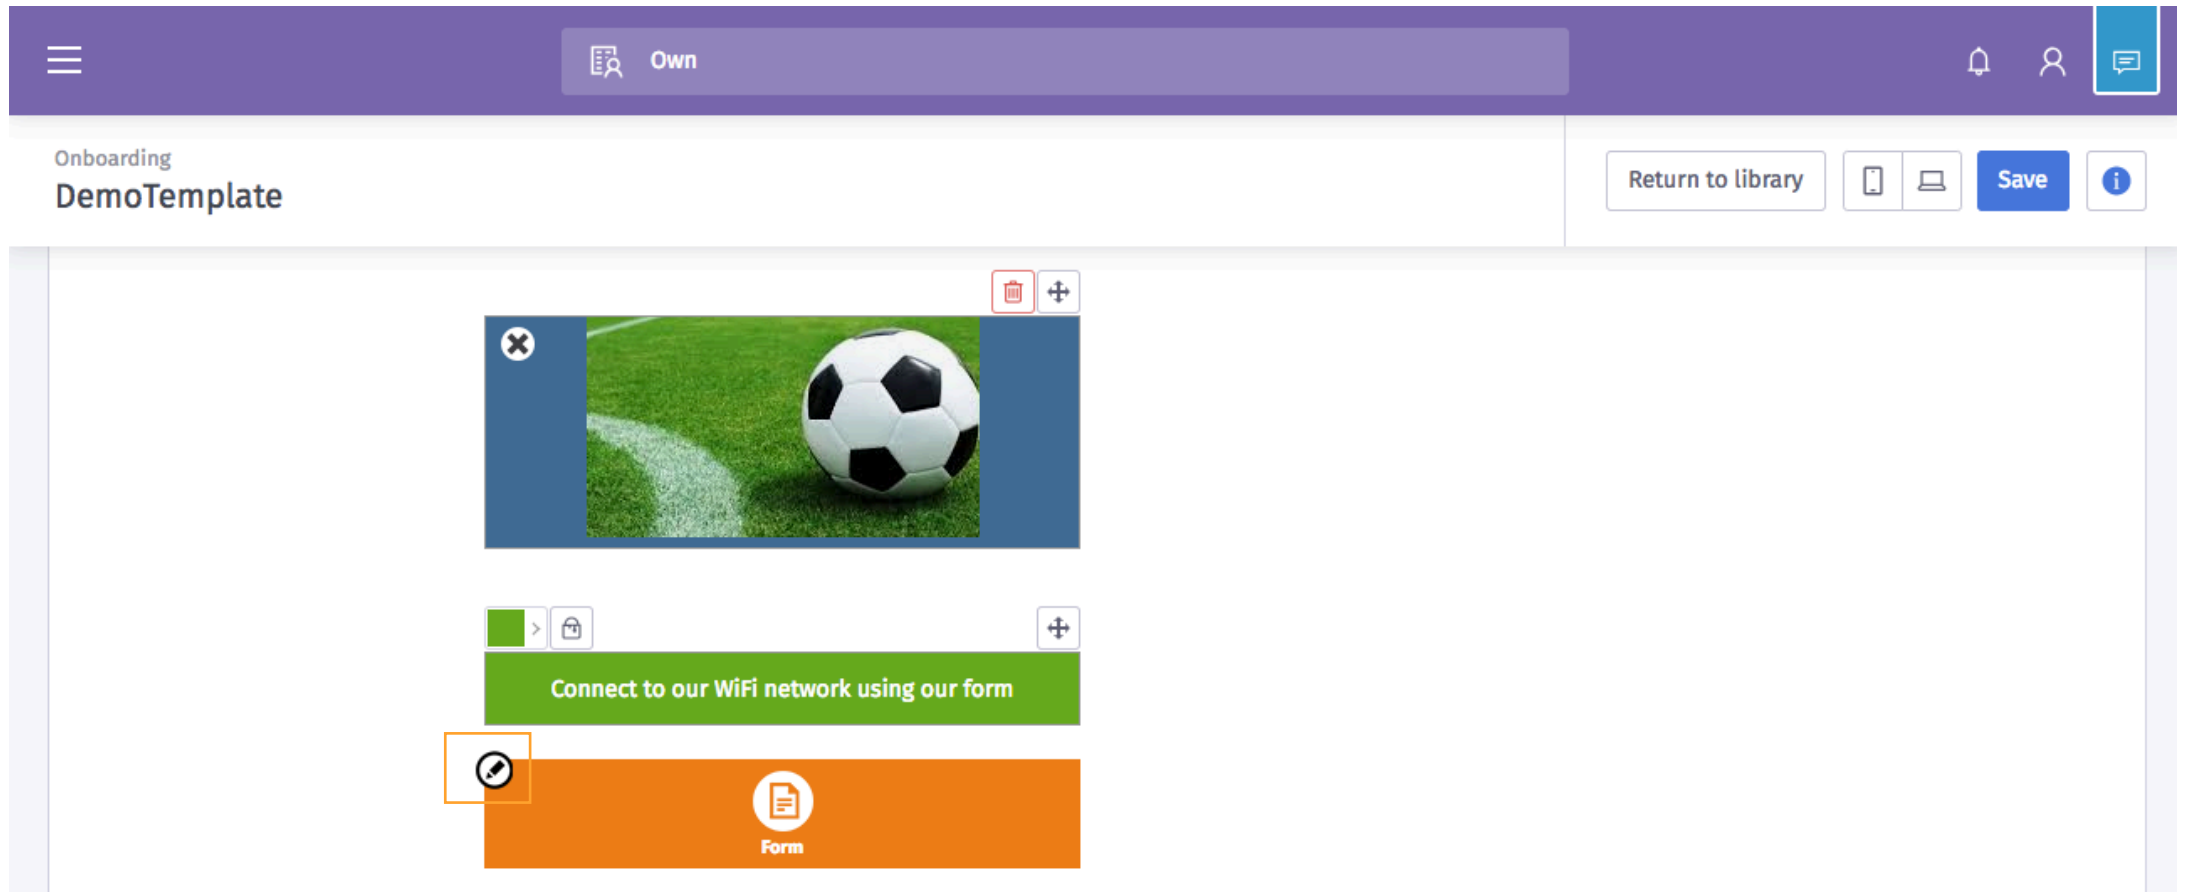 Own
Onboarding
DemoTemplate
Return to library
Save
Connect to our WiFi network using our form
Form